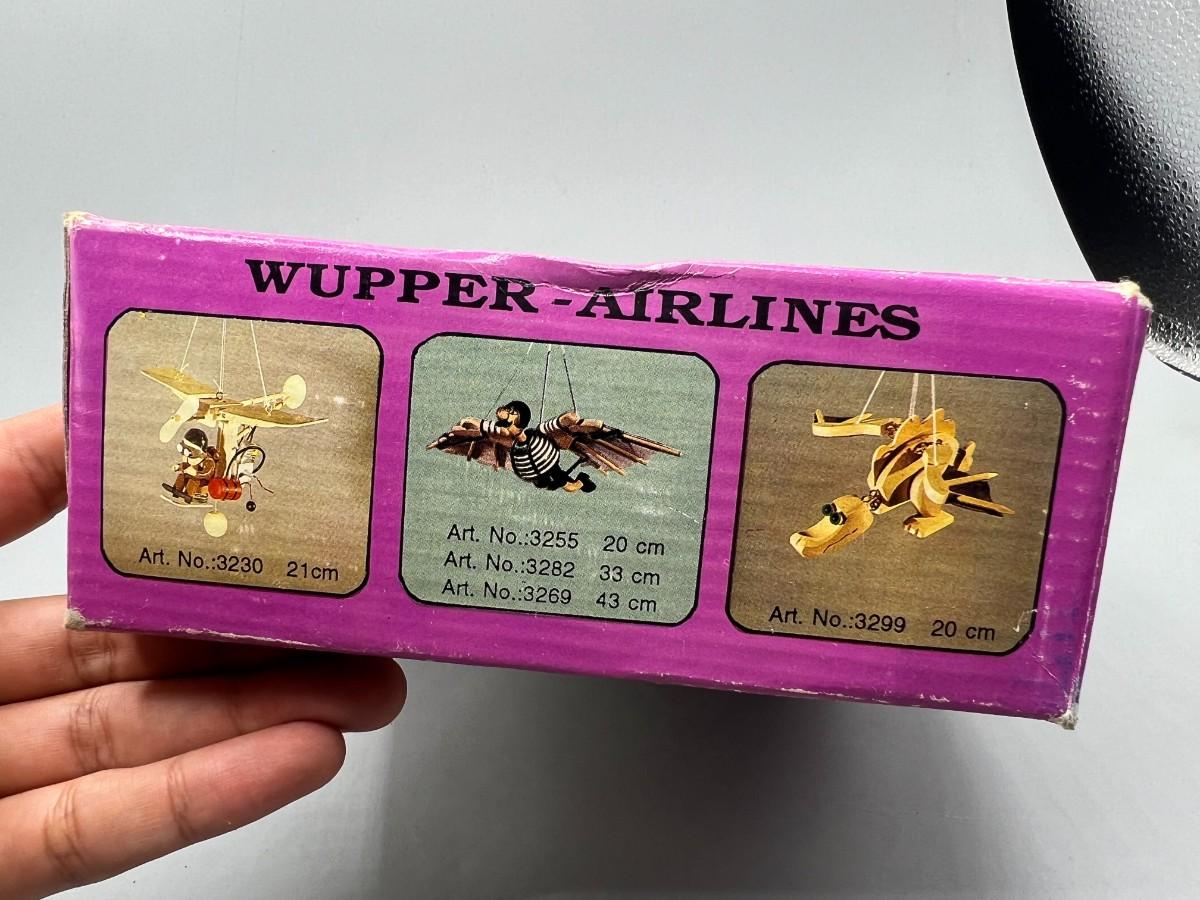 WUPPER - AIRLINES
Art. No.:3230 21cm
Art. No.:3255 20 cm
Art. No.:3282 33 cm
Art. No.:3269 43 cm
Art. No.:3299 20 cm